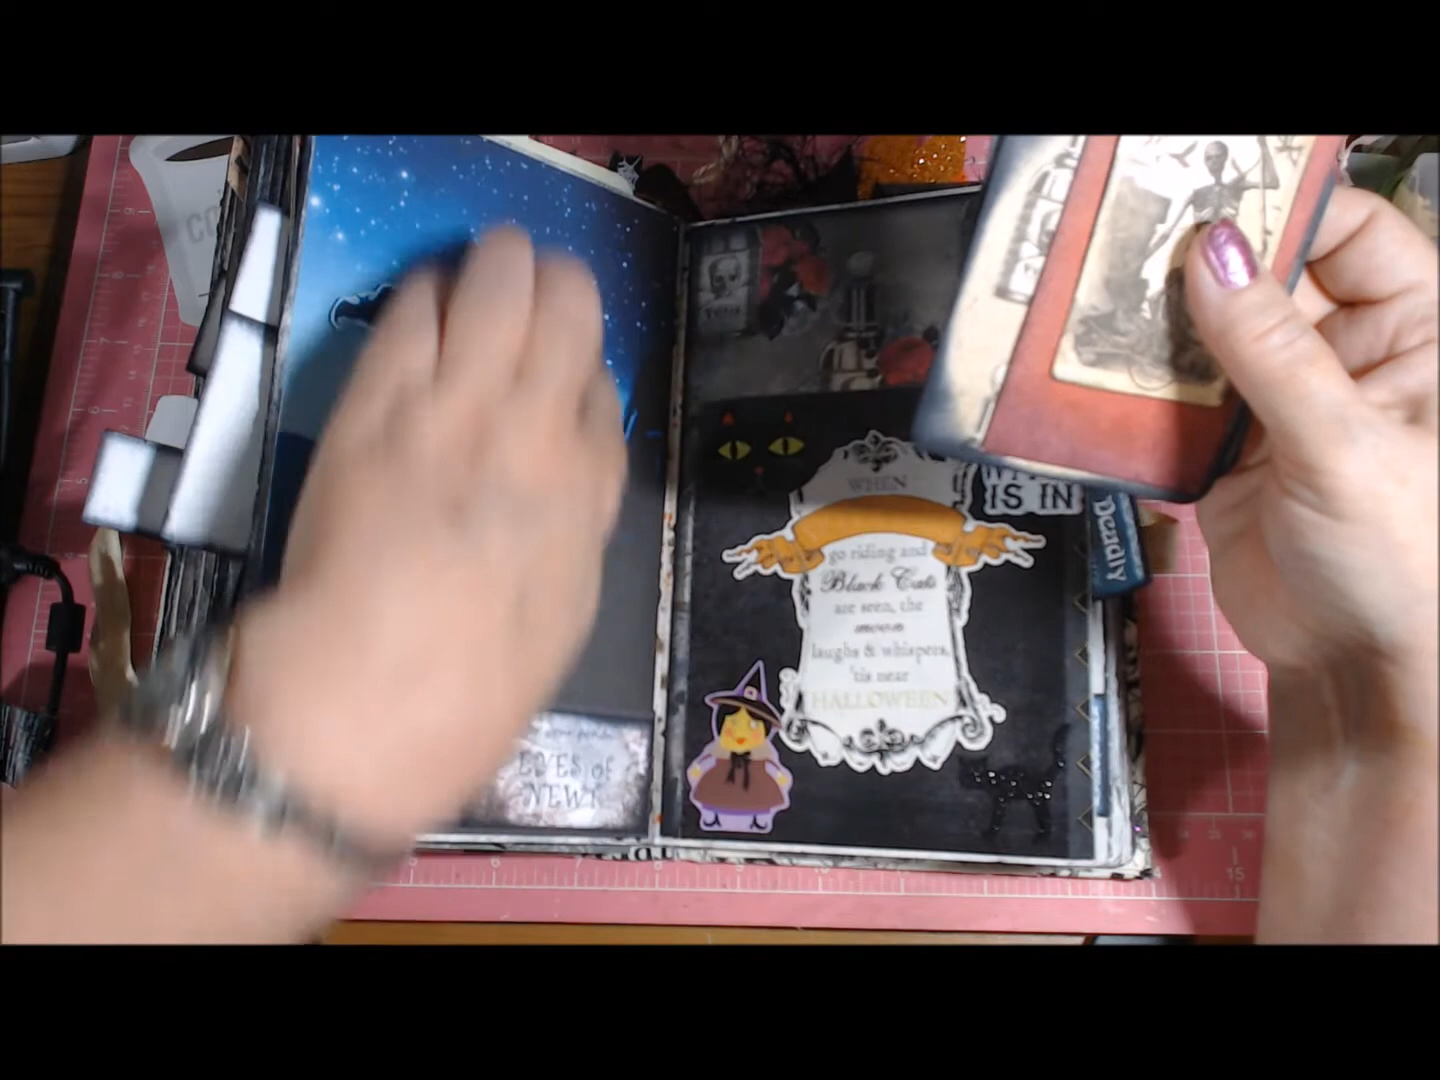 CO
EYES of
NEWT
WHEN
go riding and
Black Cats
are seen, the
moon
laughs & whispers,
'tis near
HALLOWEEN
IS IN
Deadly